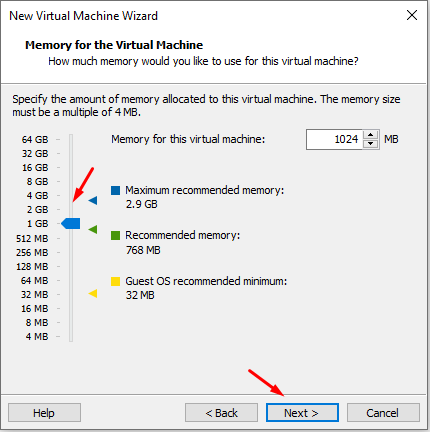 New Virtual Machine Wizard
Memory for the Virtual Machine
How much memory would you like to use for this virtual machine?
Specify the amount of memory allocated to this virtual machine. The memory size
must be a multiple of 4 MB.
64 GB
32 GB
16 GB
8 GB
4 GB
2 GB
1 GB
512 MB
256 MB
128 MB
64 MB
32 MB
16 MB
8 MB
4 MB
Memory for this virtual machine: 1024 MB
Maximum recommended memory:
2.9 GB
Recommended memory:
768 MB
Guest OS recommended minimum:
32 MB
Help < Back Next > Cancel